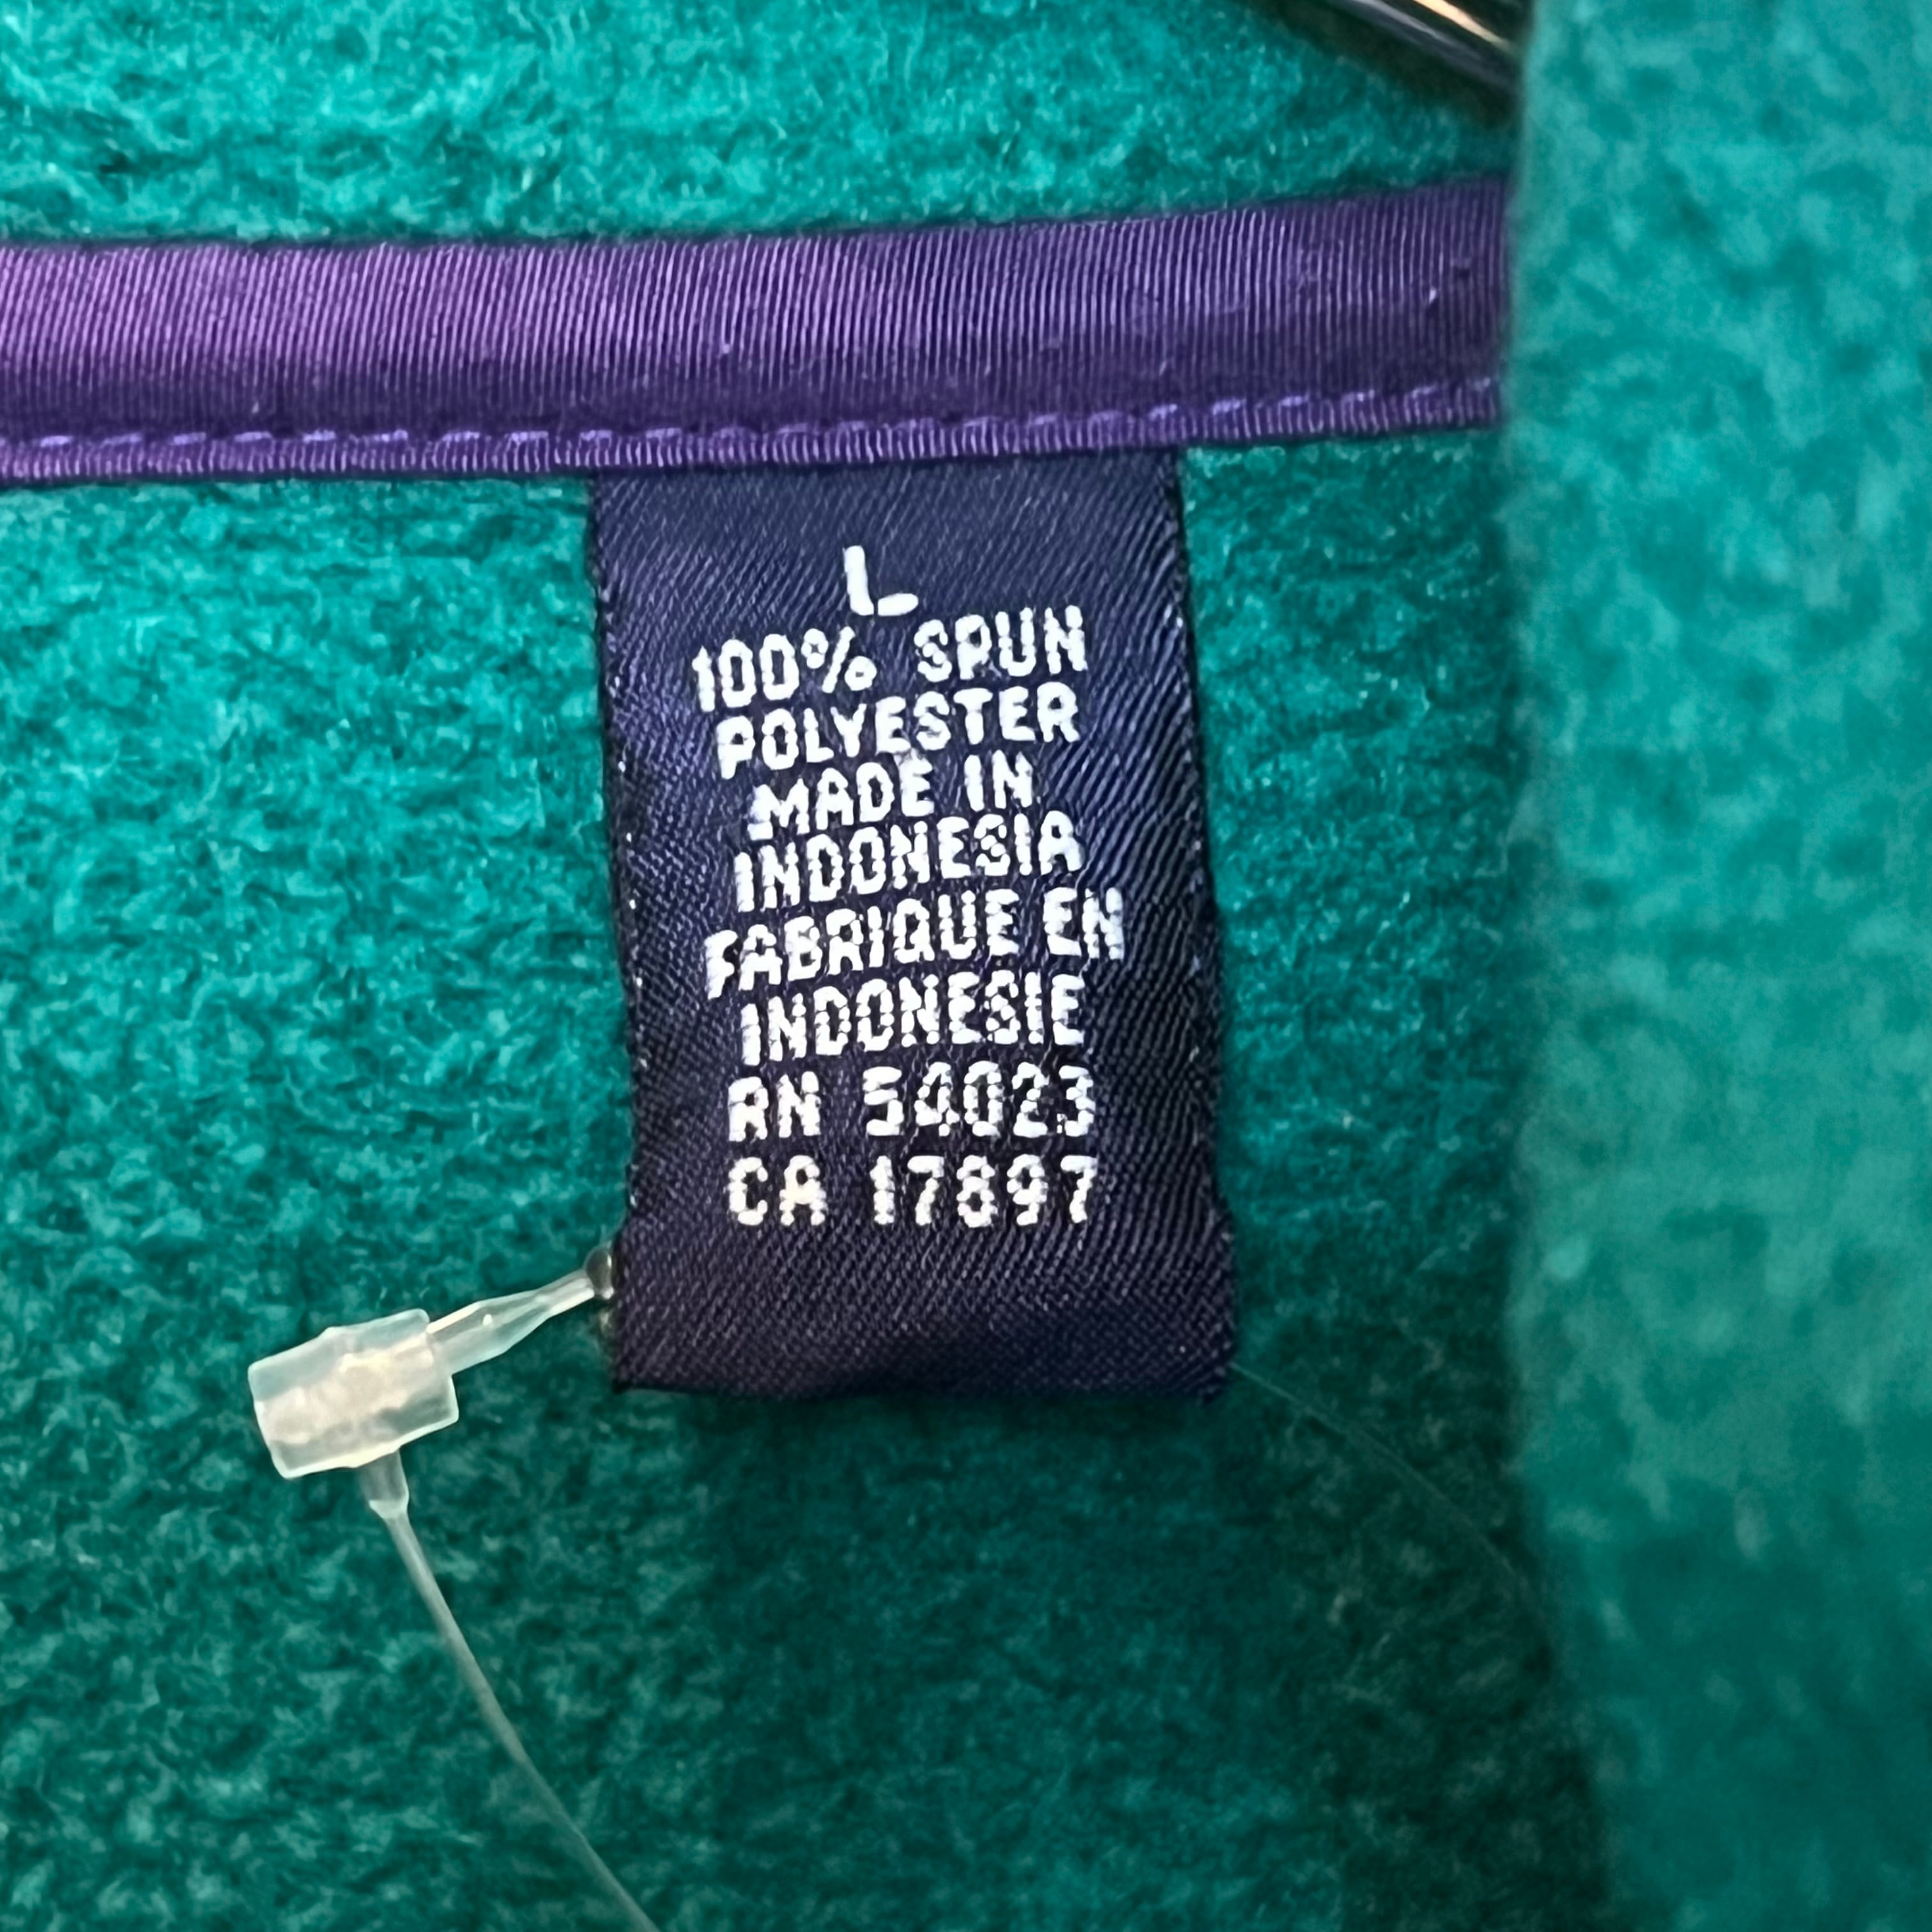 L
100% SPUN
POLYESTER
MADE IN
INDONESIA
FABRIQUE EN
INDONESIE
RN 54023
CA 17897